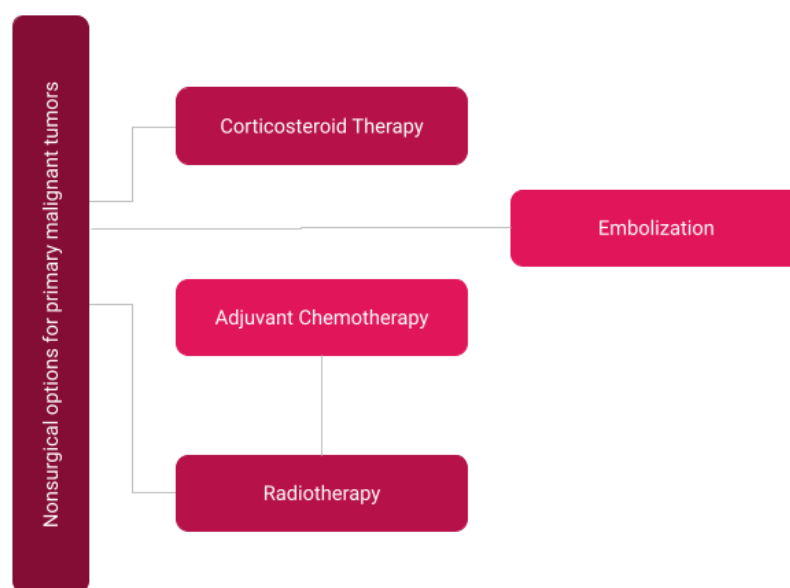 Nonsurgical options for primary malignant tumors
Corticosteroid Therapy
Embolization
Adjuvant Chemotherapy
Radiotherapy